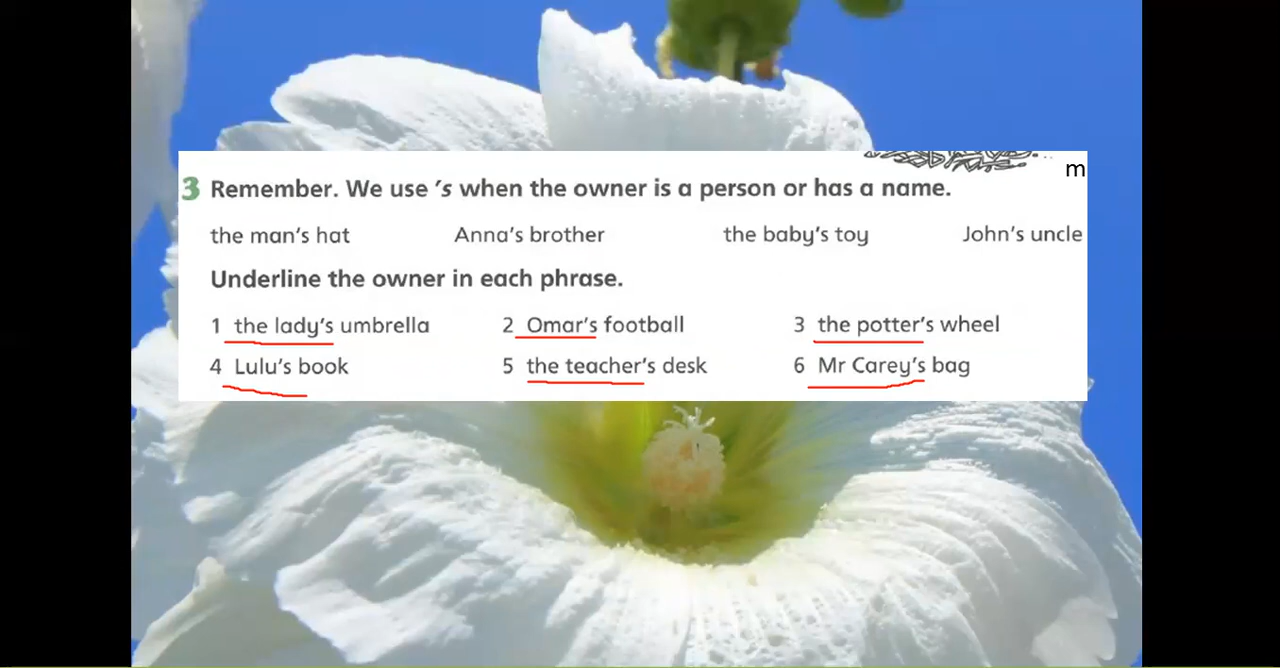 m
3 Remember. We use 's when the owner is a person or has a name.
the man's hat Anna's brother the baby's toy John's uncle
Underline the owner in each phrase.
1 the lady's umbrella 2 Omar's football 3 the potter's wheel
4 Lulu's book 5 the teacher's desk 6 Mr Carey's bag